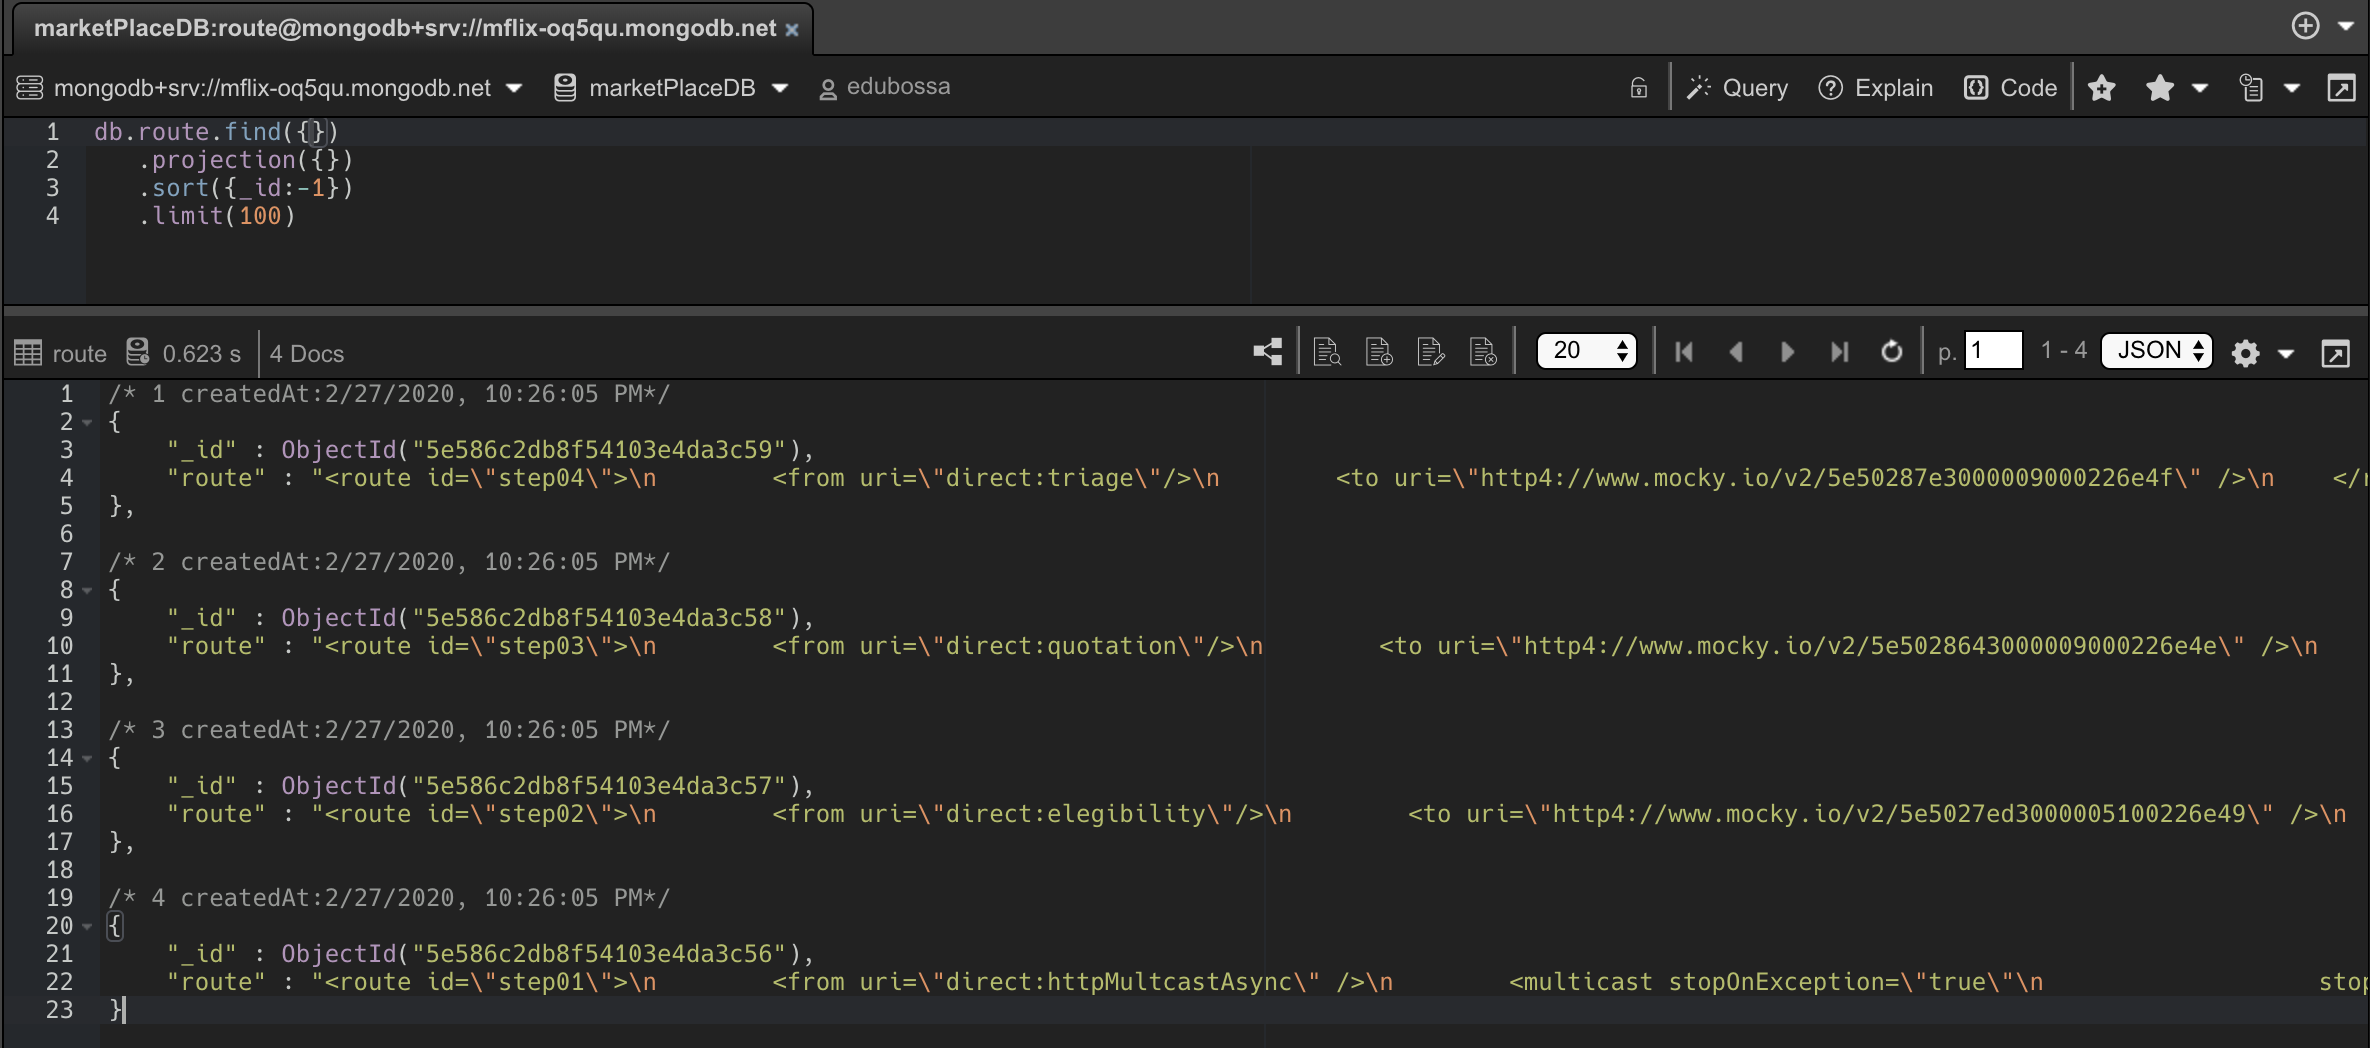 marketPlaceDB:route@mongodb+srv://mflix-oq5qu.mongodb.net ×
mongodb+srv://mflix-oq5qu.mongodb.net marketPlaceDB edubossa Query Explain Code
1 db.route.find({})
2 .projection({})
3 .sort({_id:-1})
4 .limit(100)
route 0.623 s 4 Docs 20 p. 1 1 - 4 JSON
1 /* 1 createdAt:2/27/2020, 10:26:05 PM*/
2 {
3 "_id" : ObjectId("5e586c2db8f54103e4da3c59"),
4 "route" : "<route id=\"step04\">\n        <from uri=\"direct:triage\"/>\n        <to uri=\"http4://www.mocky.io/v2/5e50287e3000009000226e4f\" />\n    </r
5 },
6
7 /* 2 createdAt:2/27/2020, 10:26:05 PM*/
8 {
9 "_id" : ObjectId("5e586c2db8f54103e4da3c58"),
10 "route" : "<route id=\"step03\">\n        <from uri=\"direct:quotation\"/>\n        <to uri=\"http4://www.mocky.io/v2/5e5028643000009000226e4e\" />\n
11 },
12
13 /* 3 createdAt:2/27/2020, 10:26:05 PM*/
14 {
15 "_id" : ObjectId("5e586c2db8f54103e4da3c57"),
16 "route" : "<route id=\"step02\">\n        <from uri=\"direct:elegibility\"/>\n        <to uri=\"http4://www.mocky.io/v2/5e5027ed3000005100226e49\" />\n
17 },
18
19 /* 4 createdAt:2/27/2020, 10:26:05 PM*/
20 {
21 "_id" : ObjectId("5e586c2db8f54103e4da3c56"),
22 "route" : "<route id=\"step01\">\n        <from uri=\"direct:httpMultcastAsync\" />\n        <multicast stopOnException=\"true\"\n                   stop
23 }